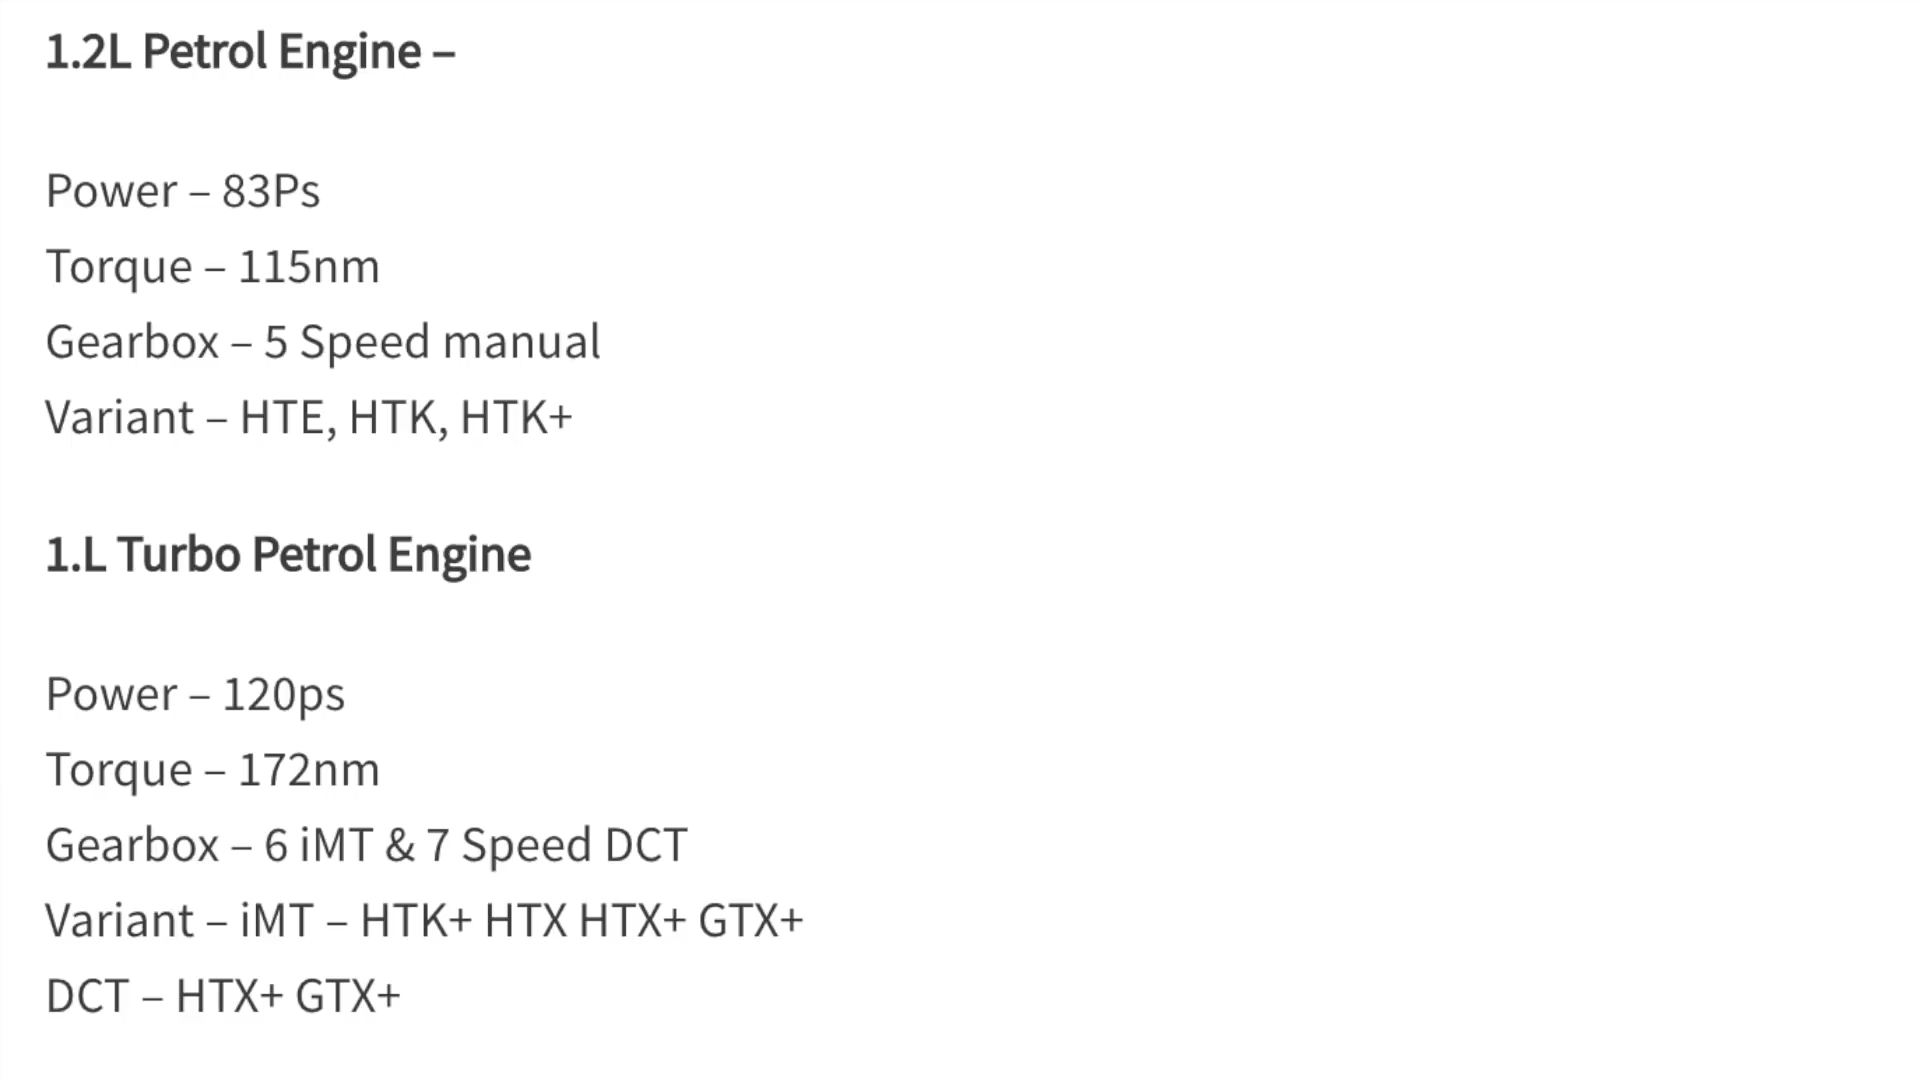 1.2L Petrol Engine –
Power – 83Ps
Torque – 115nm
Gearbox – 5 Speed manual
Variant – HTE, HTK, HTK+
1.L Turbo Petrol Engine
Power – 120ps
Torque – 172nm
Gearbox – 6 iMT & 7 Speed DCT
Variant – iMT – HTK+ HTX HTX+ GTX+
DCT – HTX+ GTX+